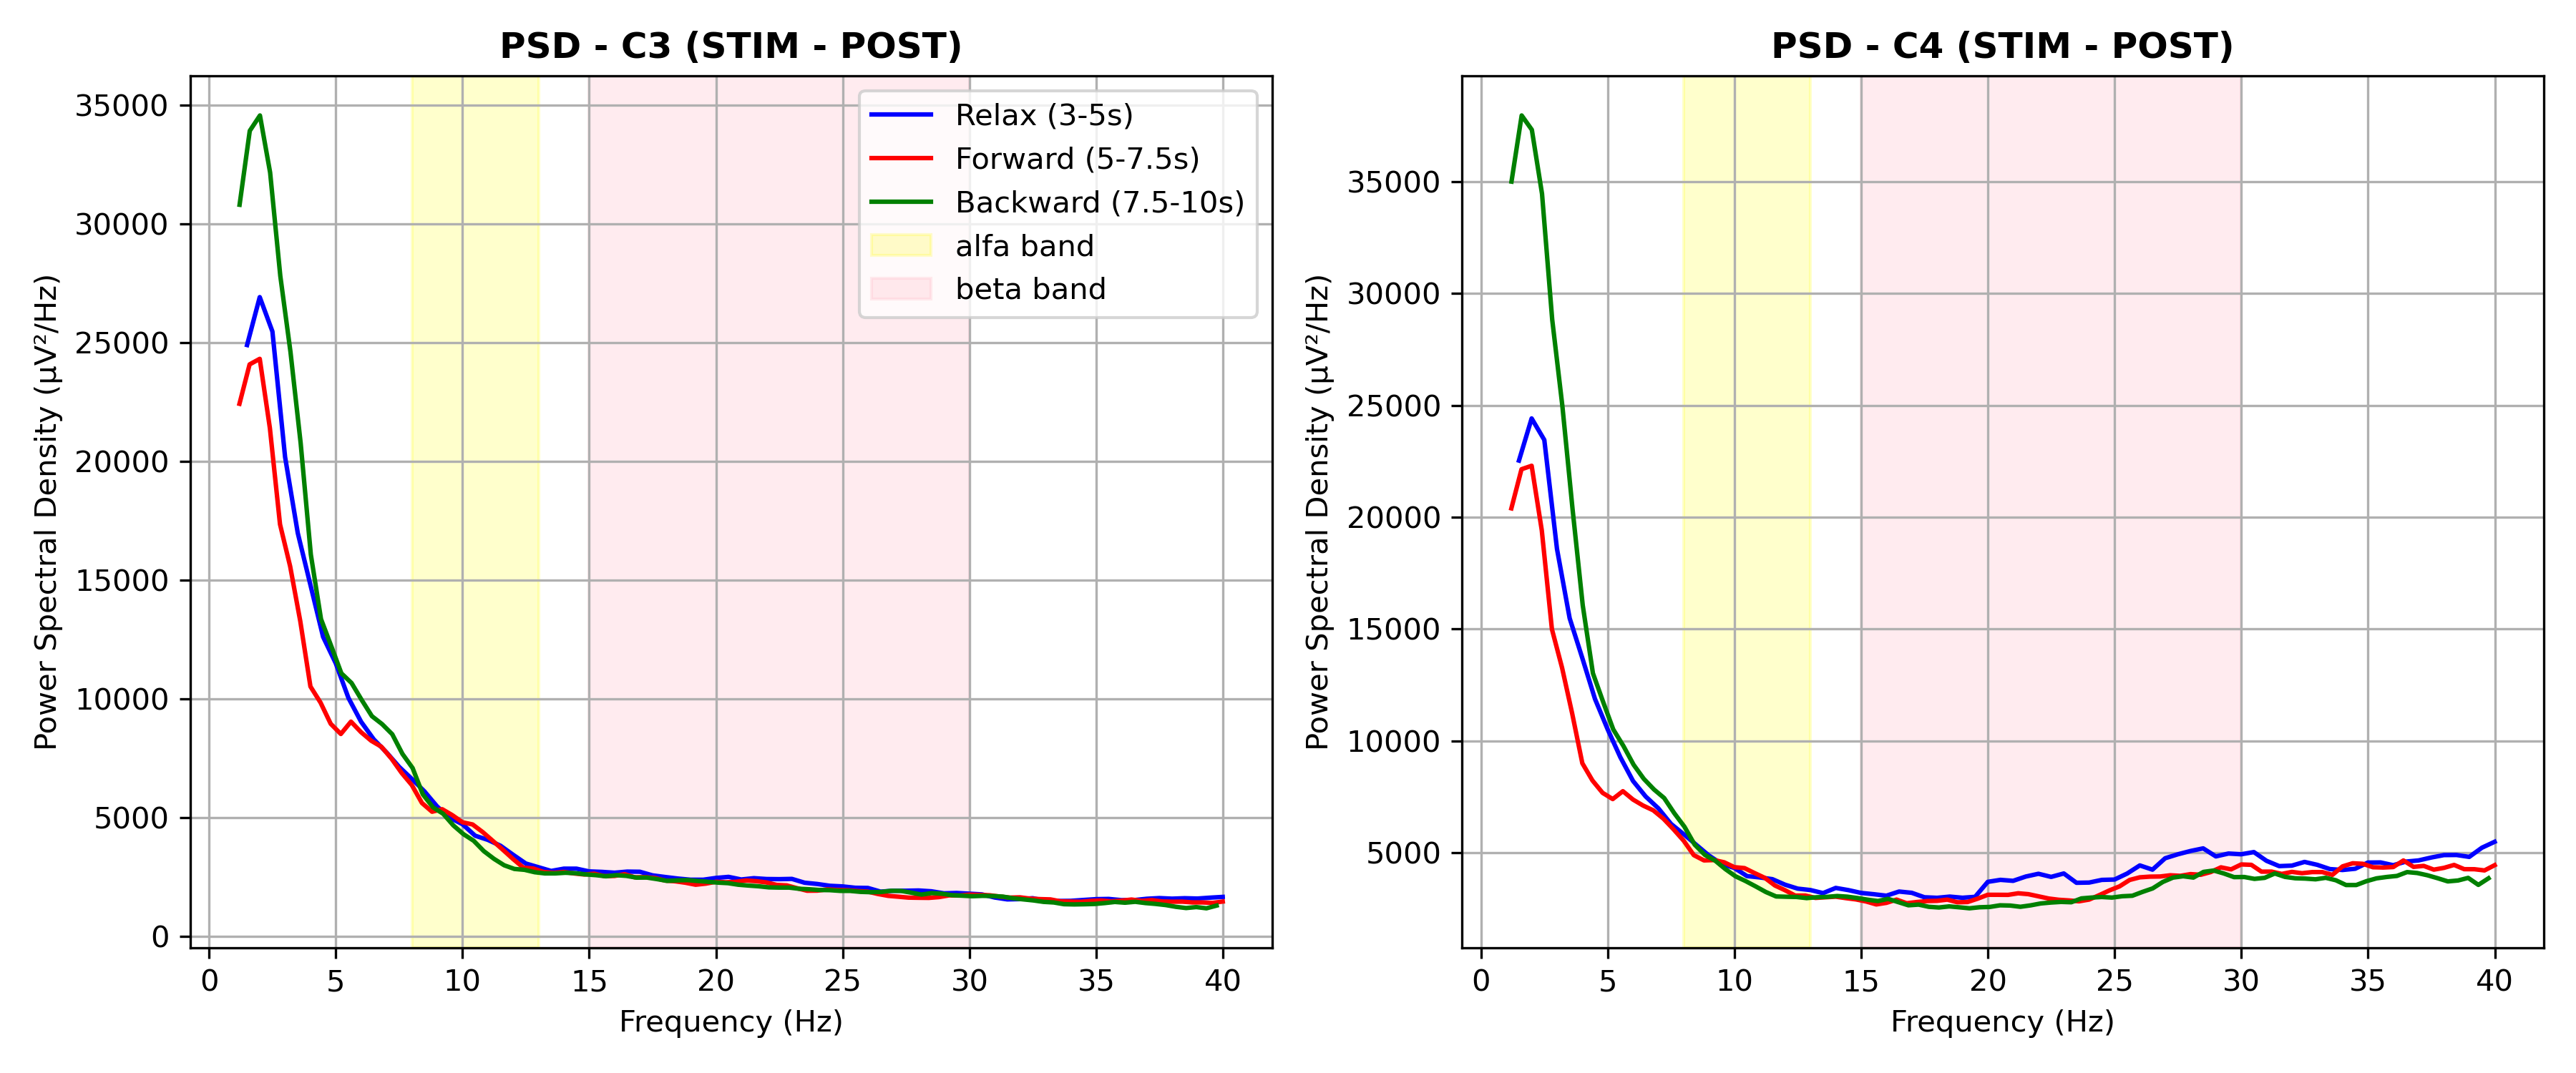 PSD - C3 (STIM - POST)
35000
30000
25000
20000
15000
10000
5000
0
Power Spectral Density (µV²/Hz)
Relax (3-5s)
Forward (5-7.5s)
Backward (7.5-10s)
alfa band
beta band
0 5 10 15 20 25 30 35 40
Frequency (Hz)
PSD - C4 (STIM - POST)
35000
30000
25000
20000
15000
10000
5000
Power Spectral Density (µV²/Hz)
0 5 10 15 20 25 30 35 40
Frequency (Hz)